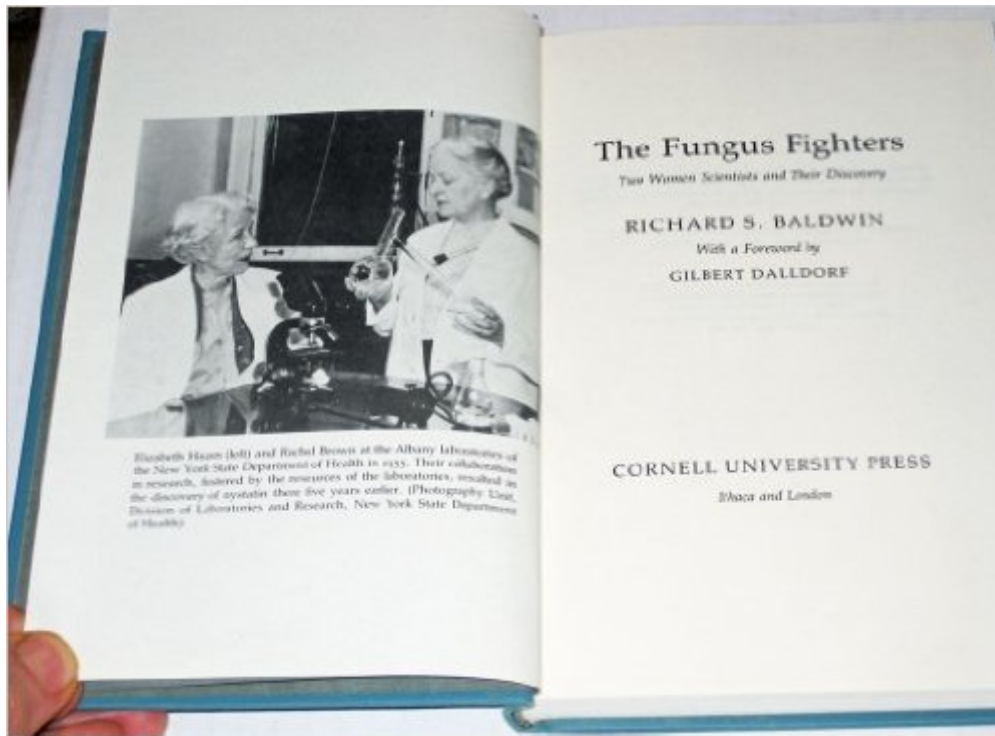 Elizabeth Hazen (left) and Rachel Brown at the Albany laboratories of
the New York State Department of Health in 1955. Their collaboration
in research, fostered by the resources of the laboratories, resulted in
the discovery of nystatin there five years earlier. (Photography Unit,
Division of Laboratories and Research, New York State Department
of Health)
The Fungus Fighters
Two Women Scientists and Their Discovery
RICHARD S. BALDWIN
With a Foreword by
GILBERT DALLDORF
CORNELL UNIVERSITY PRESS
Ithaca and London